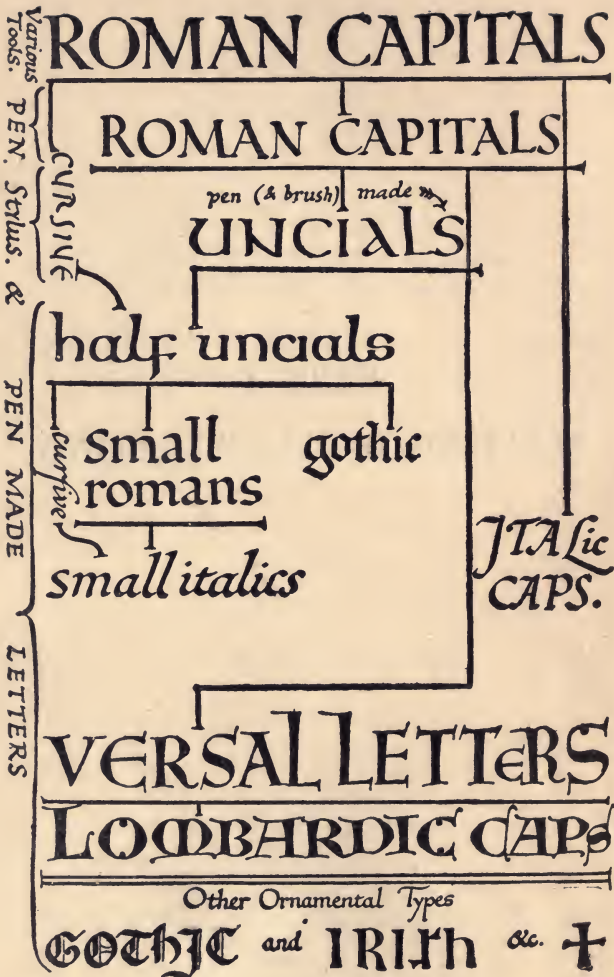 Various
Tools.
ROMAN CAPITALS
PEN, Stylus. &
CURSIVE
ROMAN CAPITALS
pen (& brush) made
UNCIALS
half uncials
PEN MADE
cursive
small
romans
gothic
small italics
ITALic
CAPS.
LETTERS
VERSAL LETTERS
LOMBARDIC CAPS
Other Ornamental Types
GOTHIC and IRISh &c.